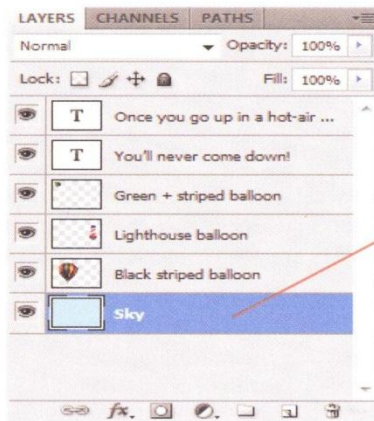 LAYERS CHANNELS PATHS
Normal Opacity: 100%
Lock: Fill: 100%
T Once you go up in a hot-air ...
T You'll never come down!
Green + striped balloon
Lighthouse balloon
Black striped balloon
Sky
fx.